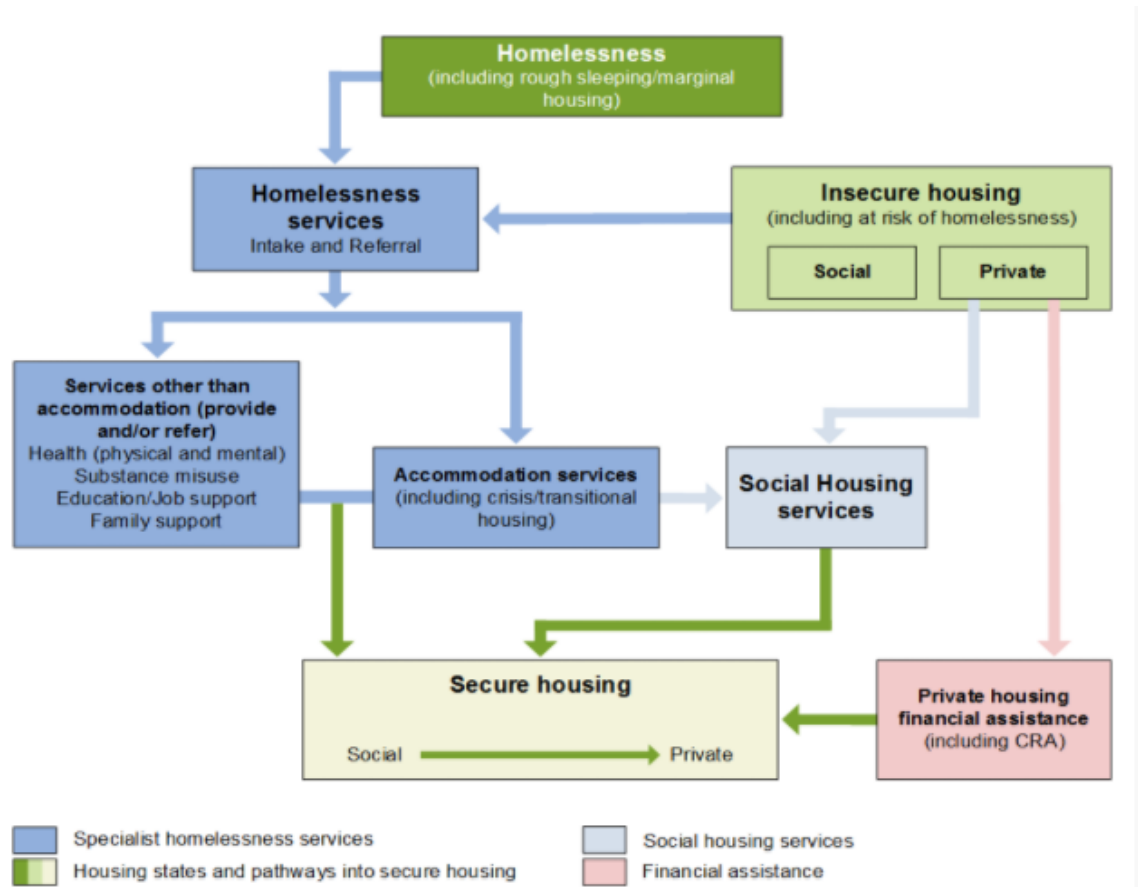 Homelessness
(including rough sleeping/marginal
housing)
Homelessness
services
Intake and Referral
Insecure housing
(including at risk of homelessness)
Social
Private
Services other than
accommodation (provide
and/or refer)
Health (physical and mental)
Substance misuse
Education/Job support
Family support
Accommodation services
(including crisis/transitional
housing)
Social Housing
services
Secure housing
Social
Private
Private housing
financial assistance
(including CRA)
Specialist homelessness services
Housing states and pathways into secure housing
Social housing services
Financial assistance